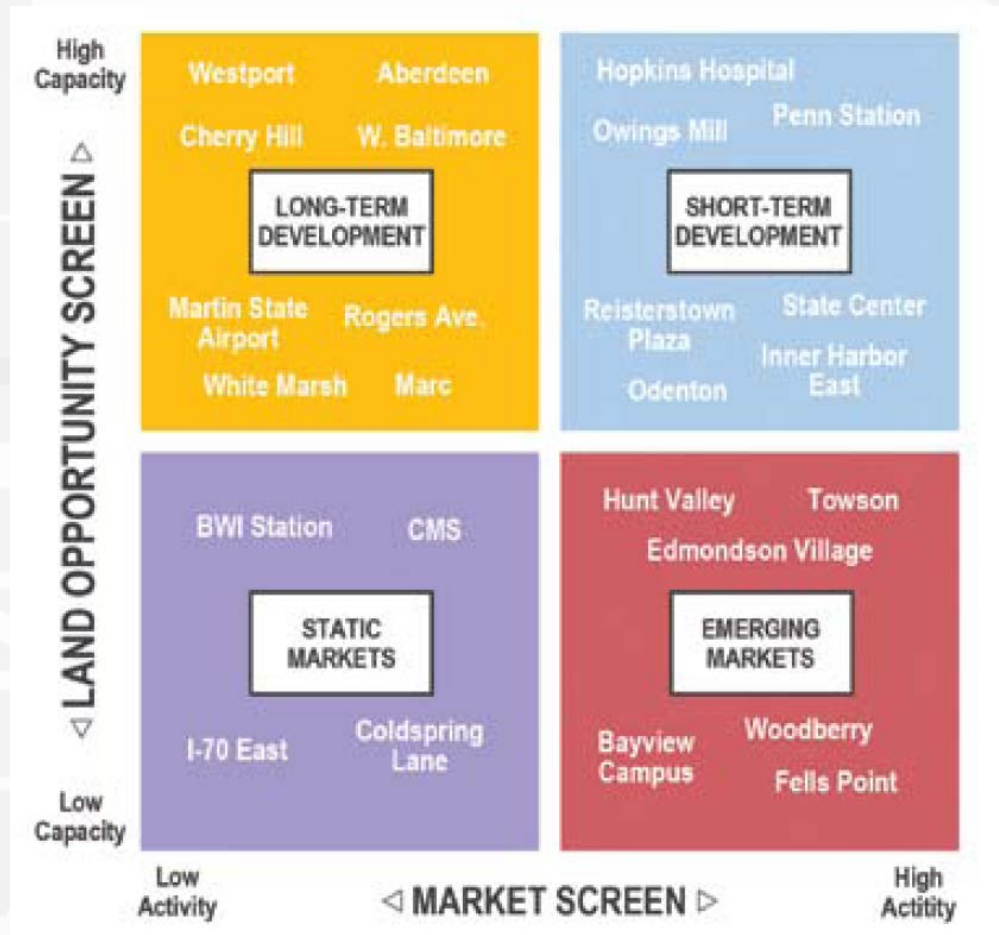 High
Capacity
Westport
Aberdeen
Cherry Hill
W. Baltimore
LONG-TERM
DEVELOPMENT
Martin State
Airport
Rogers Ave.
White Marsh
Marc
Hopkins Hospital
Penn Station
Owings Mill
SHORT-TERM
DEVELOPMENT
Reisterstown
Plaza
State Center
Inner Harbor
East
Odenton
◁ LAND OPPORTUNITY SCREEN ▷
BWI Station
CMS
STATIC
MARKETS
I-70 East
Coldspring
Lane
Hunt Valley
Towson
Edmondson Village
EMERGING
MARKETS
Bayview
Campus
Woodberry
Fells Point
Low
Capacity
Low
Activity
◁ MARKET SCREEN ▷
High
Actitity